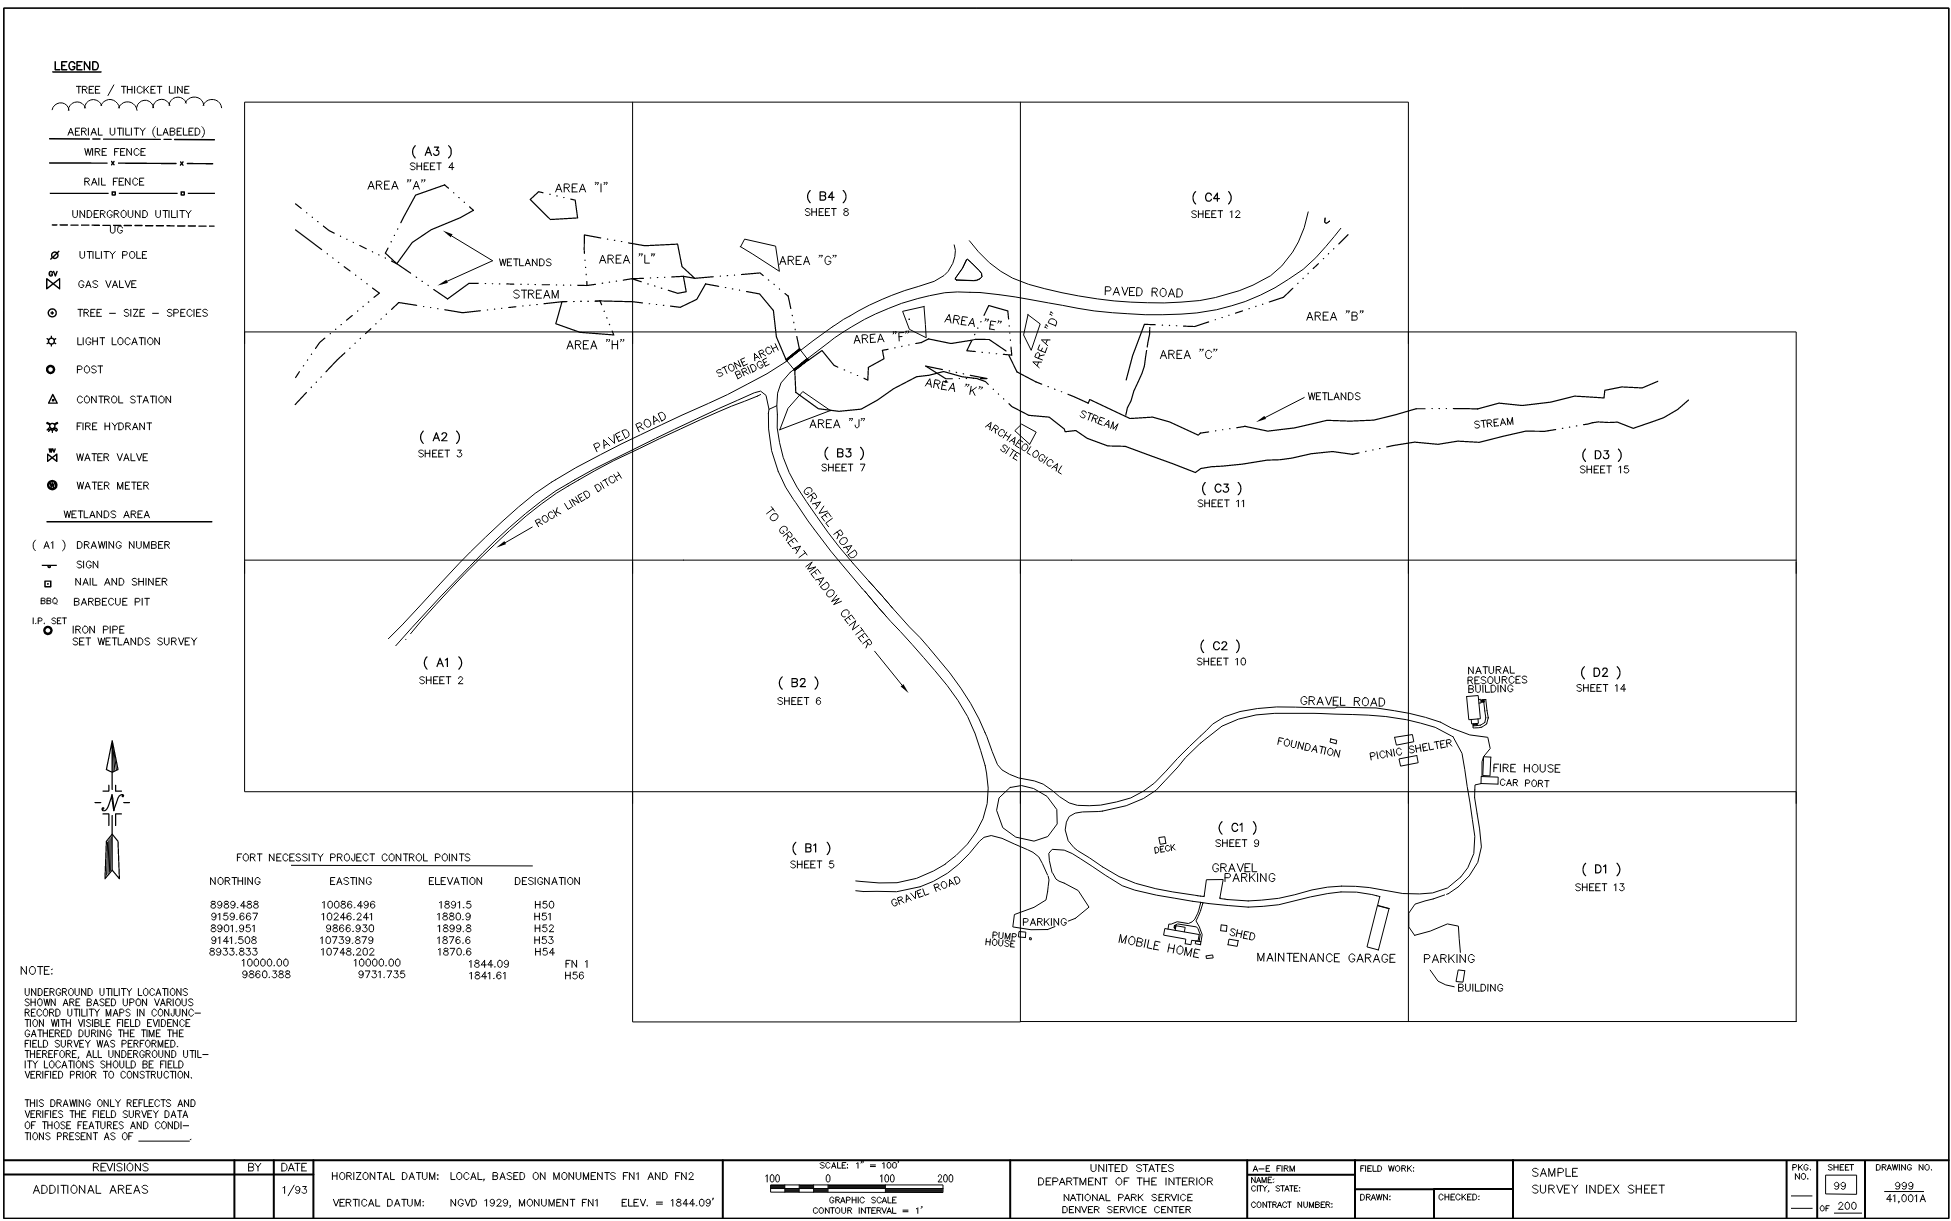 LEGEND
TREE / THICKET LINE
AERIAL UTILITY (LABELED)
WIRE FENCE
RAIL FENCE
UNDERGROUND UTILITY
UG
UTILITY POLE
GV
GAS VALVE
TREE – SIZE – SPECIES
LIGHT LOCATION
POST
CONTROL STATION
FIRE HYDRANT
WV
WATER VALVE
WATER METER
WETLANDS AREA
( A1 ) DRAWING NUMBER
SIGN
NAIL AND SHINER
BBQ BARBECUE PIT
I.P. SET
IRON PIPE
SET WETLANDS SURVEY
( A3 )
SHEET 4
AREA "A"
AREA "I"
WETLANDS
AREA "L"
STREAM
AREA "H"
( B4 )
SHEET 8
AREA "G"
( C4 )
SHEET 12
PAVED ROAD
AREA "B"
AREA "F"
AREA "E"
AREA "D"
AREA "C"
STONE ARCH
BRIDGE
AREA "K"
AREA "J"
WETLANDS
STREAM
STREAM
PAVED ROAD
( A2 )
SHEET 3
ROCK LINED DITCH
( B3 )
SHEET 7
ARCHAEOLOGICAL
SITE
( C3 )
SHEET 11
( D3 )
SHEET 15
GRAVEL ROAD
TO GREAT MEADOW CENTER
( A1 )
SHEET 2
( B2 )
SHEET 6
( C2 )
SHEET 10
( D2 )
SHEET 14
NATURAL
RESOURCES
BUILDING
GRAVEL ROAD
FOUNDATION
PICNIC SHELTER
FIRE HOUSE
CAR PORT
( B1 )
SHEET 5
GRAVEL ROAD
( C1 )
SHEET 9
DECK
GRAVEL
PARKING
( D1 )
SHEET 13
PARKING
PUMP
HOUSE
MOBILE HOME
SHED
MAINTENANCE GARAGE
PARKING
BUILDING
N
FORT NECESSITY PROJECT CONTROL POINTS
NORTHING EASTING ELEVATION DESIGNATION
8989.488 10086.496 1891.5 H50
9159.667 10246.241 1880.9 H51
8901.951 9866.930 1899.8 H52
9141.508 10739.879 1876.6 H53
8933.833 10748.202 1870.6 H54
10000.00 10000.00 1844.09 FN 1
9860.388 9731.735 1841.61 H56
NOTE:
UNDERGROUND UTILITY LOCATIONS
SHOWN ARE BASED UPON VARIOUS
RECORD UTILITY MAPS IN CONJUNC–
TION WITH VISIBLE FIELD EVIDENCE
GATHERED DURING THE TIME THE
FIELD SURVEY WAS PERFORMED.
THEREFORE, ALL UNDERGROUND UTIL–
ITY LOCATIONS SHOULD BE FIELD
VERIFIED PRIOR TO CONSTRUCTION.
THIS DRAWING ONLY REFLECTS AND
VERIFIES THE FIELD SURVEY DATA
OF THOSE FEATURES AND CONDI–
TIONS PRESENT AS OF ________.
REVISIONS BY DATE
ADDITIONAL AREAS 1/93
HORIZONTAL DATUM: LOCAL, BASED ON MONUMENTS FN1 AND FN2
VERTICAL DATUM: NGVD 1929, MONUMENT FN1 ELEV. = 1844.09'
SCALE: 1" = 100'
100 0 100 200
GRAPHIC SCALE
CONTOUR INTERVAL = 1'
UNITED STATES
DEPARTMENT OF THE INTERIOR
NATIONAL PARK SERVICE
DENVER SERVICE CENTER
A–E FIRM
NAME:
CITY, STATE:
CONTRACT NUMBER:
FIELD WORK:
DRAWN: CHECKED:
SAMPLE
SURVEY INDEX SHEET
PKG.
NO.
SHEET
99
OF 200
DRAWING NO.
999
41,001A